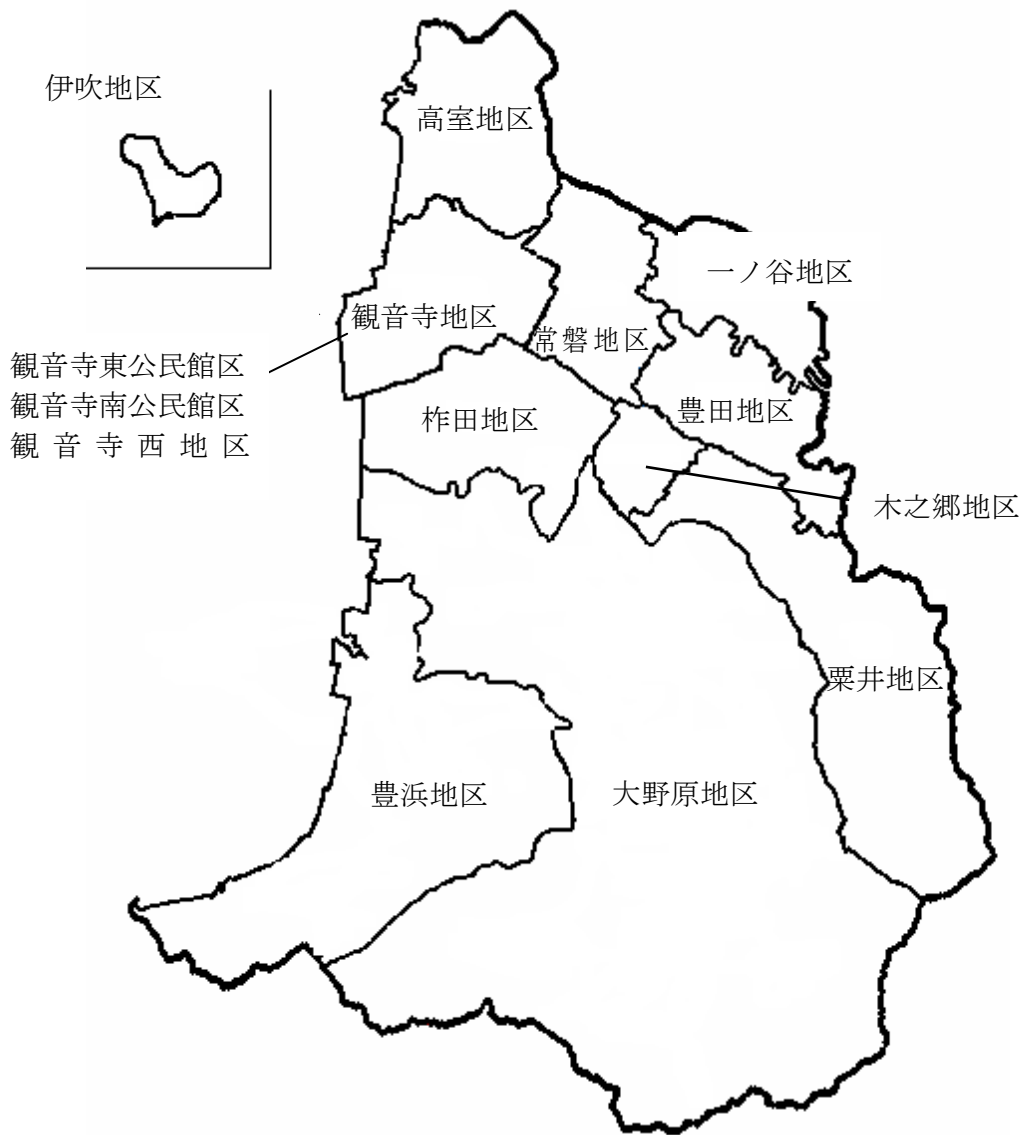 伊吹地区
高室地区
一ノ谷地区
観音寺地区
常磐地区
観音寺東公民館区
観音寺南公民館区
観音寺西地区
柞田地区
豊田地区
木之郷地区
粟井地区
豊浜地区
大野原地区